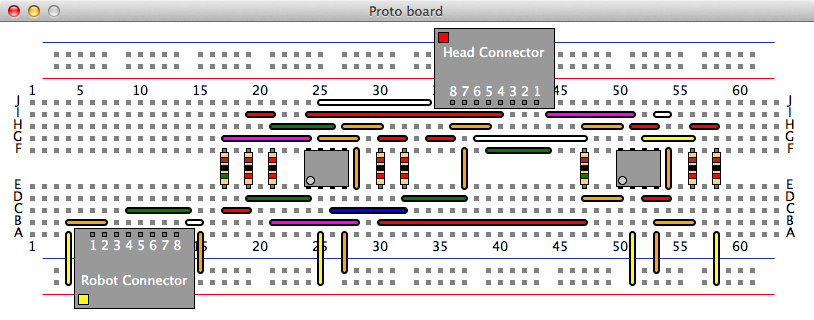 Proto board
Head Connector
8 7 6 5 4 3 2 1
1 5 10 15 20 25 30 35 40 45 50 55 60
J J
I I
H H
G G
F F
E E
D D
C C
B B
A A
1 5 10 15 20 25 30 35 40 45 50 55 60
1 2 3 4 5 6 7 8
Robot Connector